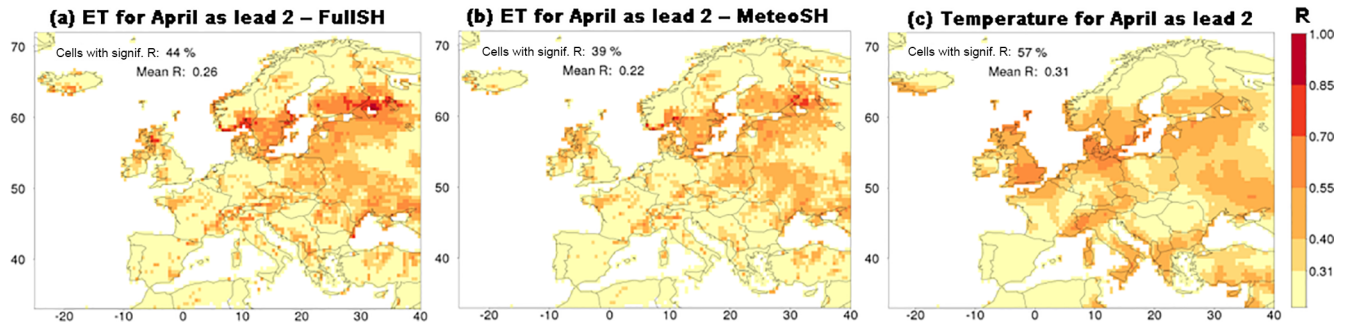 (a) ET for April as lead 2 – FullSH
Cells with signif. R: 44 %
Mean R: 0.26
70
60
50
40
-20 -10 0 10 20 30 40
(b) ET for April as lead 2 – MeteoSH
Cells with signif. R: 39 %
Mean R: 0.22
70
60
50
40
-20 -10 0 10 20 30 40
(c) Temperature for April as lead 2
Cells with signif. R: 57 %
Mean R: 0.31
70
60
50
40
-20 -10 0 10 20 30 40
R
1.00
0.85
0.70
0.55
0.40
0.31